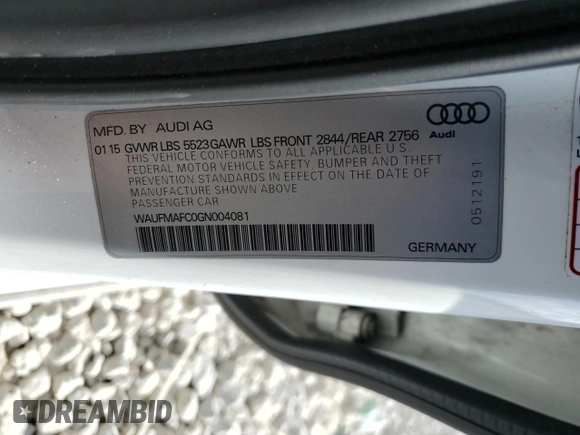 MFD. BY AUDI AG
01 15 GVWR LBS 5523 GAWR LBS FRONT 2844/REAR 2756
THIS VEHICLE CONFORMS TO ALL APPLICABLE U.S.
FEDERAL MOTOR VEHICLE SAFETY, BUMPER AND THEFT
PREVENTION STANDARDS IN EFFECT ON THE DATE OF
MANUFACTURE SHOWN ABOVE
PASSENGER CAR
WAUFMAFC0GN004081
Audi
0512191
GERMANY
DREAMBID